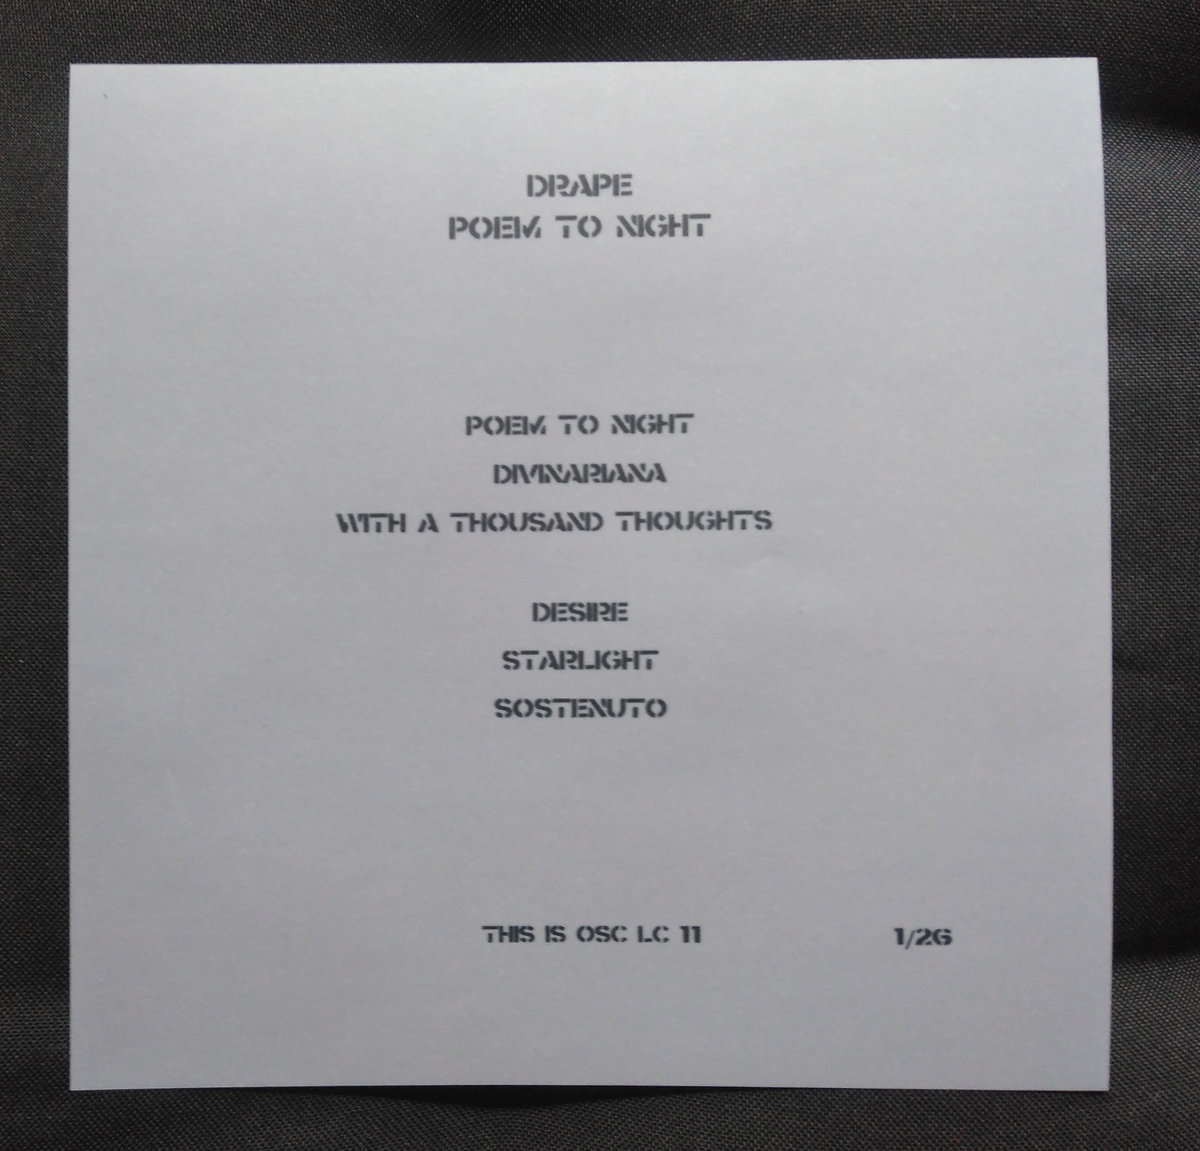 DRAPE
POEM TO NIGHT
POEM TO NIGHT
DIVINARIANA
WITH A THOUSAND THOUGHTS
DESIRE
STARLIGHT
SOSTENUTO
THIS IS OSC LC 11 1/26